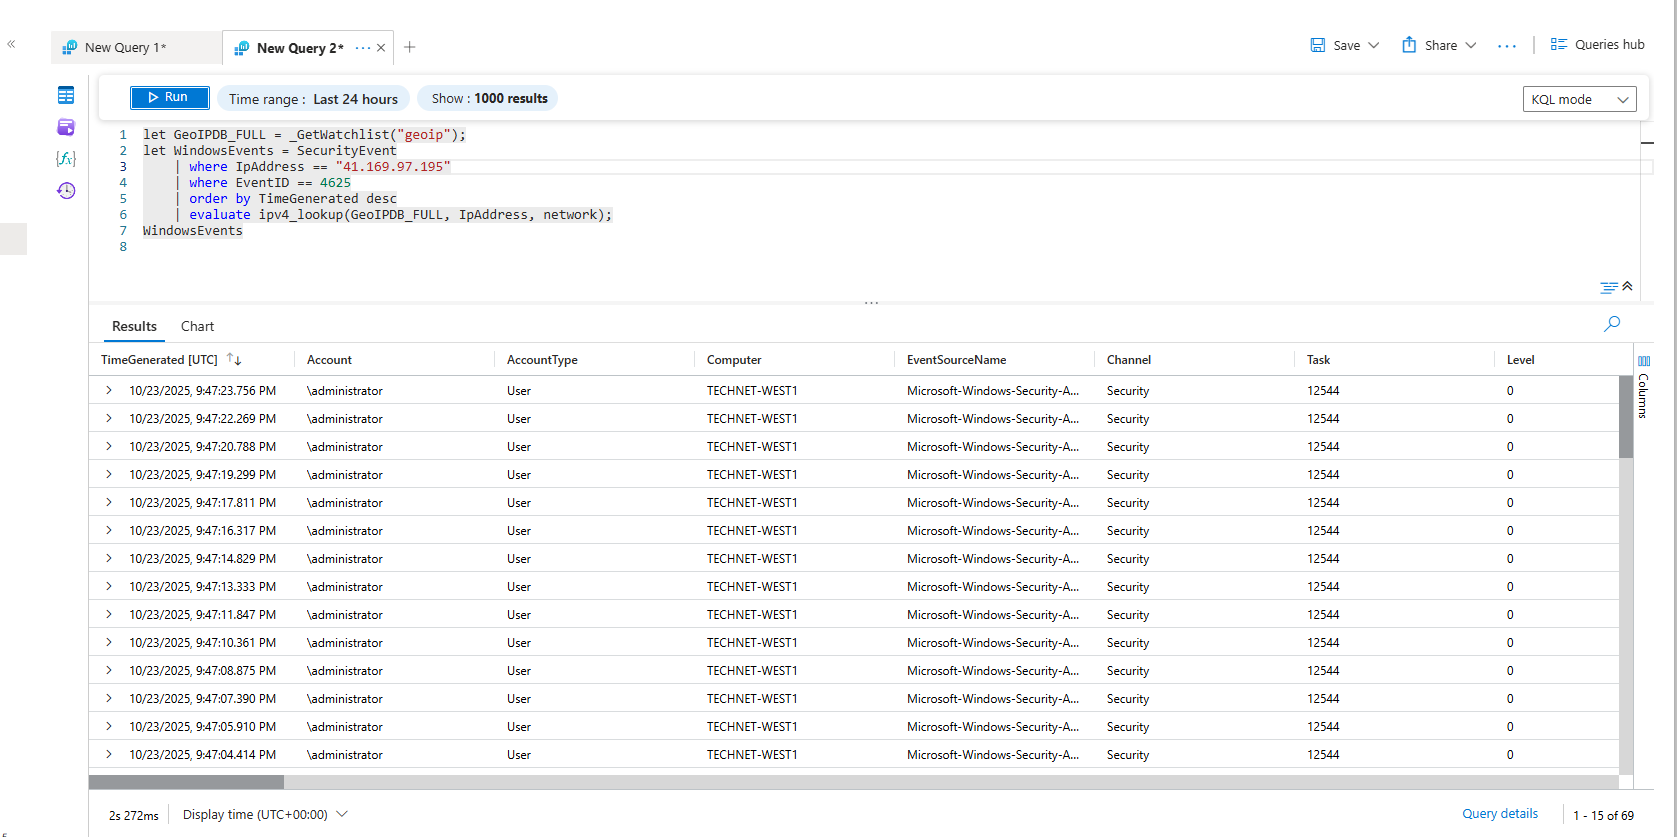 New Query 1*
New Query 2* ···
Save
Share
···
Queries hub
Run
Time range : Last 24 hours
Show : 1000 results
KQL mode
1 let GeoIPDB_FULL = _GetWatchlist("geoip");
2 let WindowsEvents = SecurityEvent
3 | where IpAddress == "41.169.97.195"
4 | where EventID == 4625
5 | order by TimeGenerated desc
6 | evaluate ipv4_lookup(GeoIPDB_FULL, IpAddress, network);
7 WindowsEvents
8
Results Chart
TimeGenerated [UTC] Account AccountType Computer EventSourceName Channel Task Level
Columns
10/23/2025, 9:47:23.756 PM \administrator User TECHNET-WEST1 Microsoft-Windows-Security-A... Security 12544 0
10/23/2025, 9:47:22.269 PM \administrator User TECHNET-WEST1 Microsoft-Windows-Security-A... Security 12544 0
10/23/2025, 9:47:20.788 PM \administrator User TECHNET-WEST1 Microsoft-Windows-Security-A... Security 12544 0
10/23/2025, 9:47:19.299 PM \administrator User TECHNET-WEST1 Microsoft-Windows-Security-A... Security 12544 0
10/23/2025, 9:47:17.811 PM \administrator User TECHNET-WEST1 Microsoft-Windows-Security-A... Security 12544 0
10/23/2025, 9:47:16.317 PM \administrator User TECHNET-WEST1 Microsoft-Windows-Security-A... Security 12544 0
10/23/2025, 9:47:14.829 PM \administrator User TECHNET-WEST1 Microsoft-Windows-Security-A... Security 12544 0
10/23/2025, 9:47:13.333 PM \administrator User TECHNET-WEST1 Microsoft-Windows-Security-A... Security 12544 0
10/23/2025, 9:47:11.847 PM \administrator User TECHNET-WEST1 Microsoft-Windows-Security-A... Security 12544 0
10/23/2025, 9:47:10.361 PM \administrator User TECHNET-WEST1 Microsoft-Windows-Security-A... Security 12544 0
10/23/2025, 9:47:08.875 PM \administrator User TECHNET-WEST1 Microsoft-Windows-Security-A... Security 12544 0
10/23/2025, 9:47:07.390 PM \administrator User TECHNET-WEST1 Microsoft-Windows-Security-A... Security 12544 0
10/23/2025, 9:47:05.910 PM \administrator User TECHNET-WEST1 Microsoft-Windows-Security-A... Security 12544 0
10/23/2025, 9:47:04.414 PM \administrator User TECHNET-WEST1 Microsoft-Windows-Security-A... Security 12544 0
2s 272ms
Display time (UTC+00:00)
Query details
1 - 15 of 69